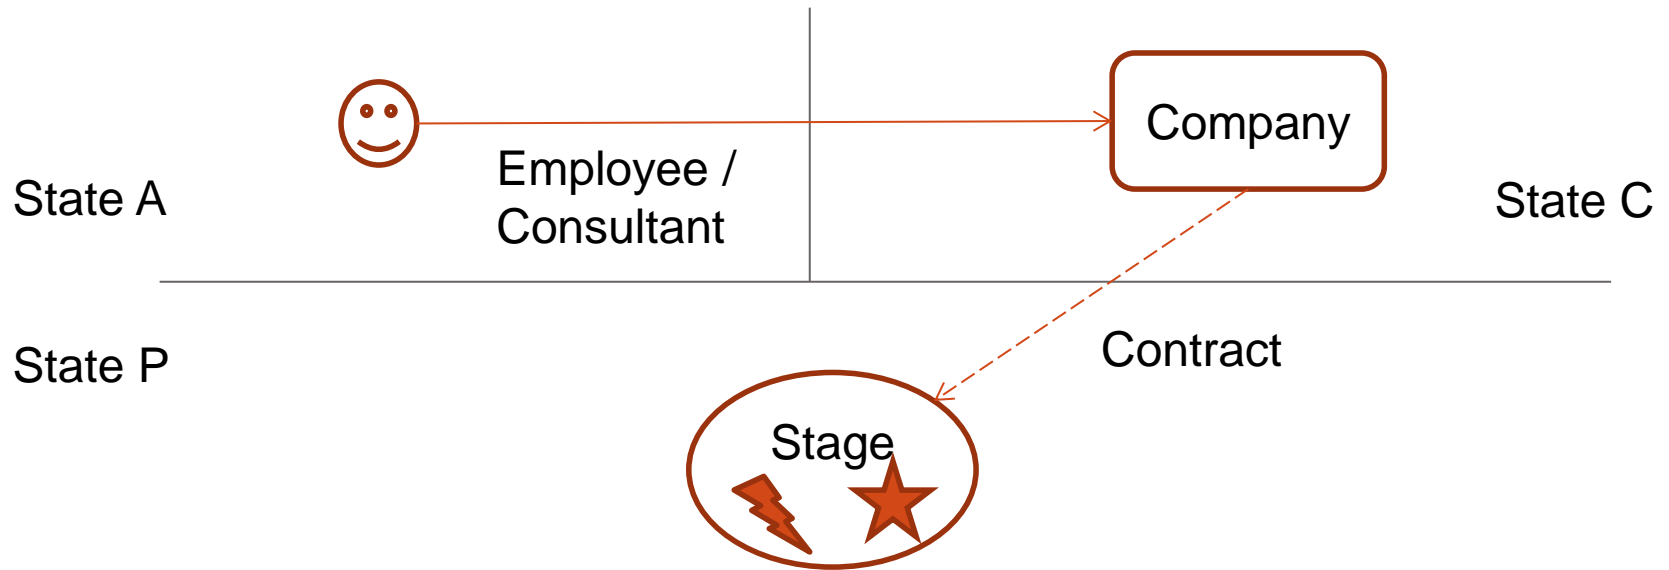 Company
Employee /
Consultant
State A
State C
Contract
State P
Stage